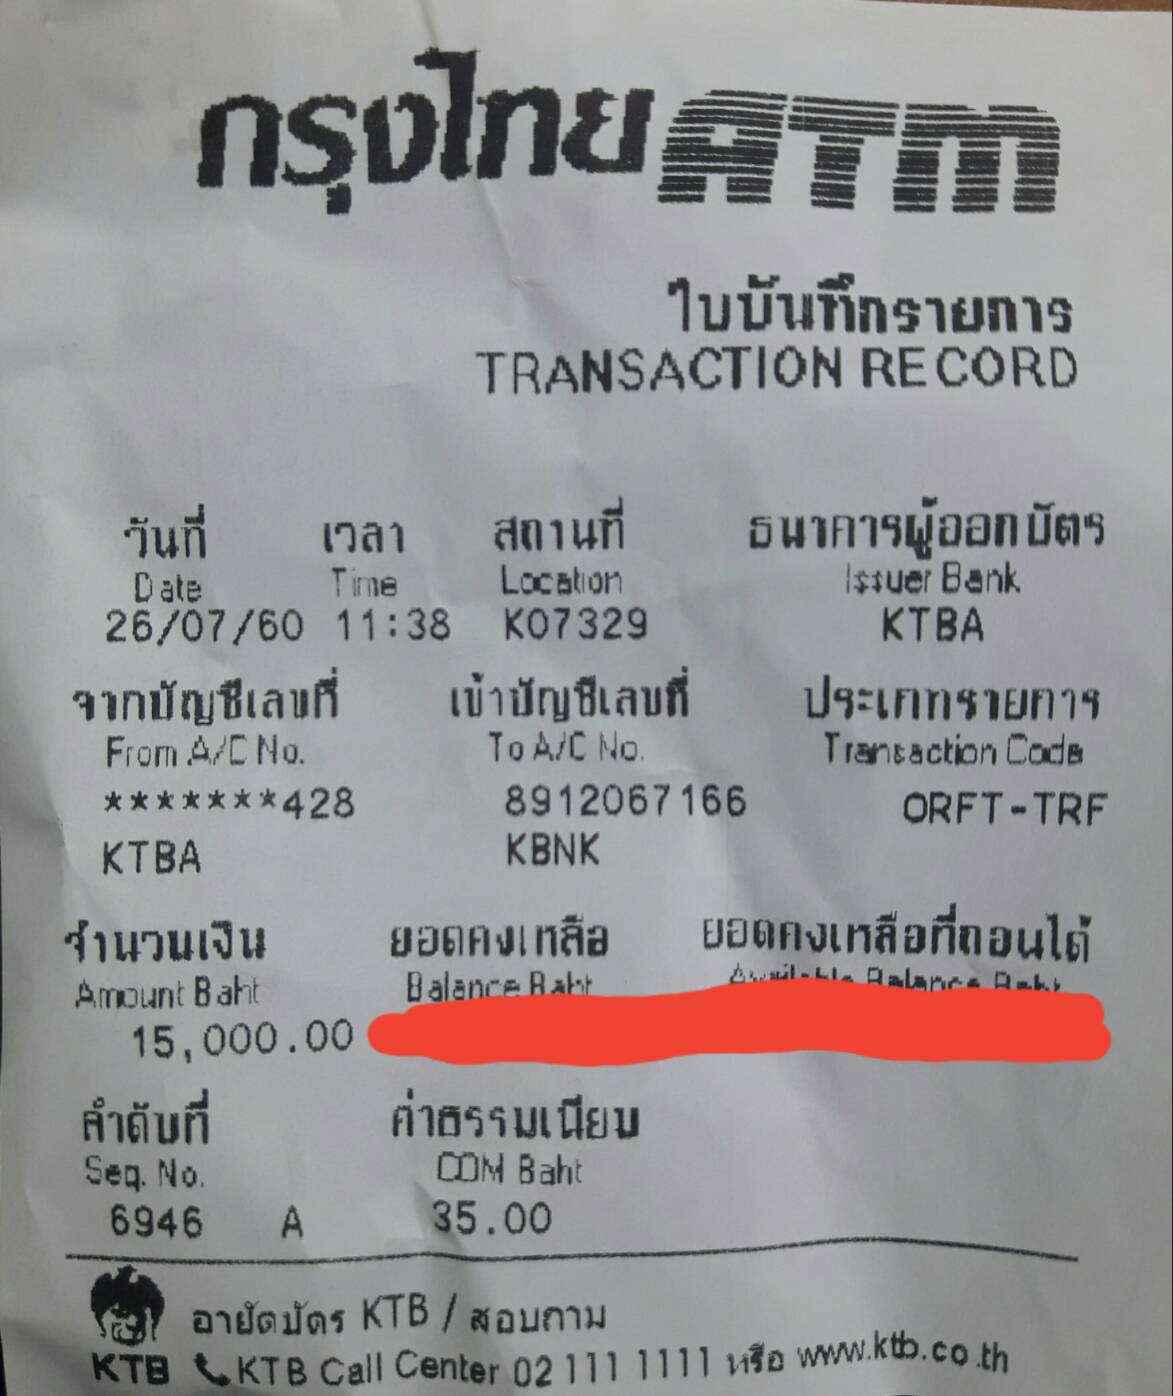 กรุงไทย ATM
ใบบันทึกรายการ
TRANSACTION RECORD
วันที่ เวลา สถานที่ ธนาคารผู้ออกบัตร
Date Time Location Issuer Bank
26/07/60 11:38 K07329 KTBA
จากบัญชีเลขที่ เข้าบัญชีเลขที่ ประเภทรายการ
From A/C No. To A/C No. Transaction Code
*******428 8912067166 ORFT-TRF
KTBA KBNK
จำนวนเงิน ยอดคงเหลือ ยอดคงเหลือที่ถอนได้
Amount Baht Balance Baht Available Balance Baht
15,000.00
ลำดับที่ ค่าธรรมเนียม
Seq. No. COM Baht
6946 A 35.00
อายัดบัตร KTB / สอบถาม
KTB KTB Call Center 02 111 1111 หรือ www.ktb.co.th